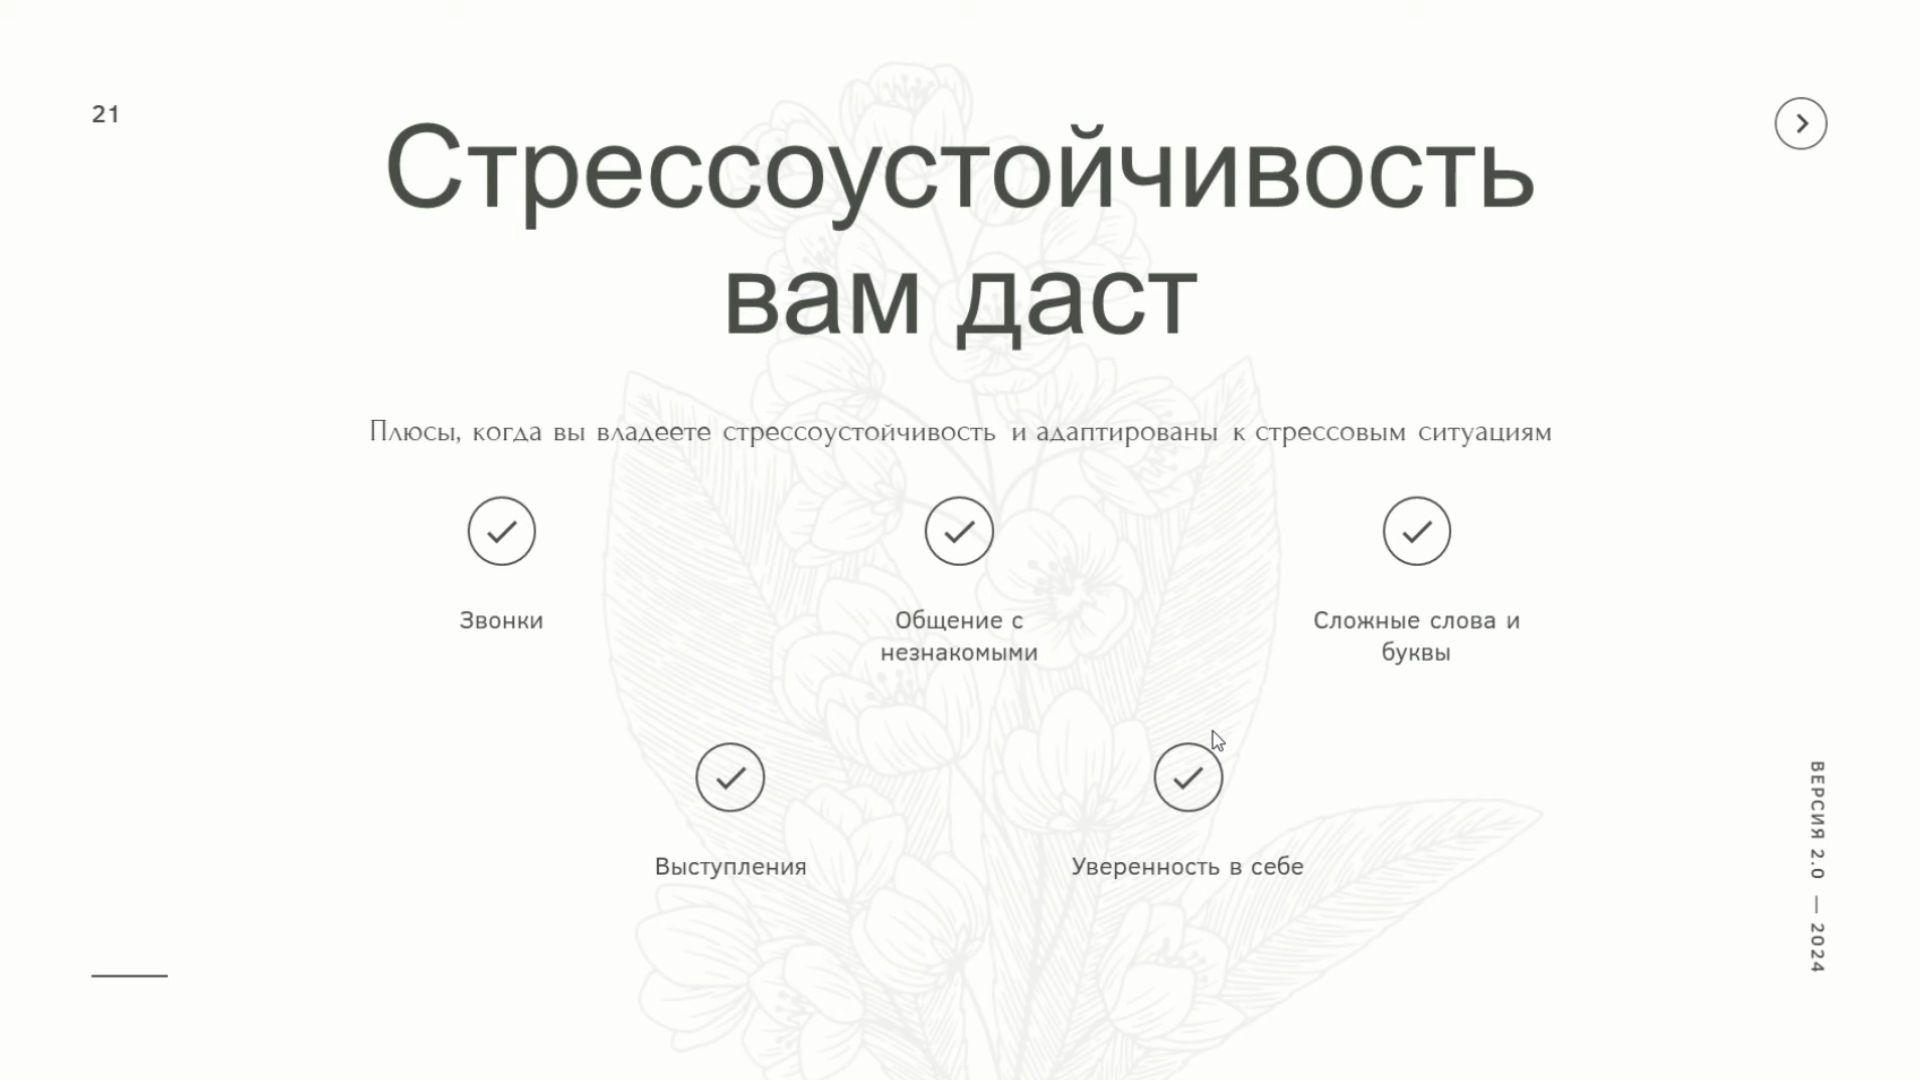 21
Стрессоустойчивость
вам даст
Плюсы, когда вы владеете стрессоустойчивость и адаптированы к стрессовым ситуациям
Звонки
Общение с
незнакомыми
Сложные слова и
буквы
Выступления
Уверенность в себе
ВЕРСИЯ 2.0 — 2024